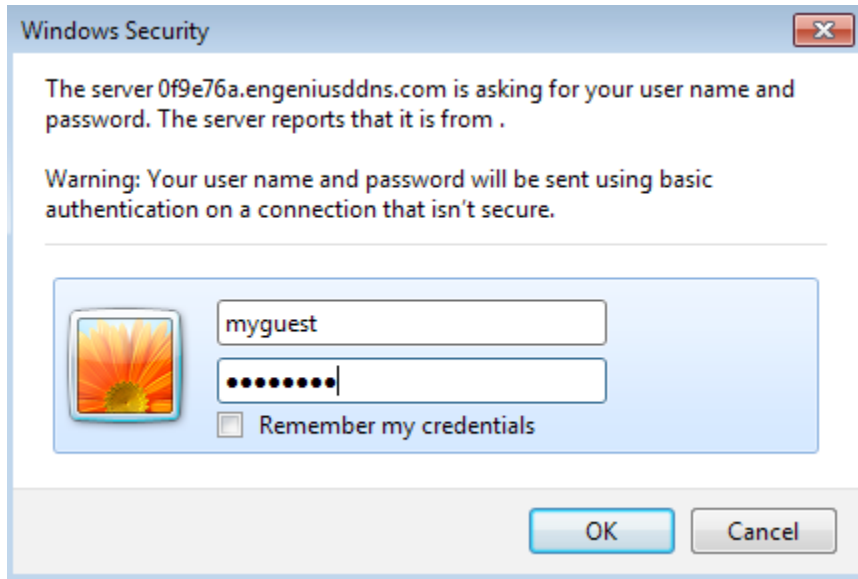 Windows Security
The server 0f9e76a.engeniusddns.com is asking for your user name and
password. The server reports that it is from .
Warning: Your user name and password will be sent using basic
authentication on a connection that isn't secure.
myguest
●●●●●●●●
Remember my credentials
OK
Cancel